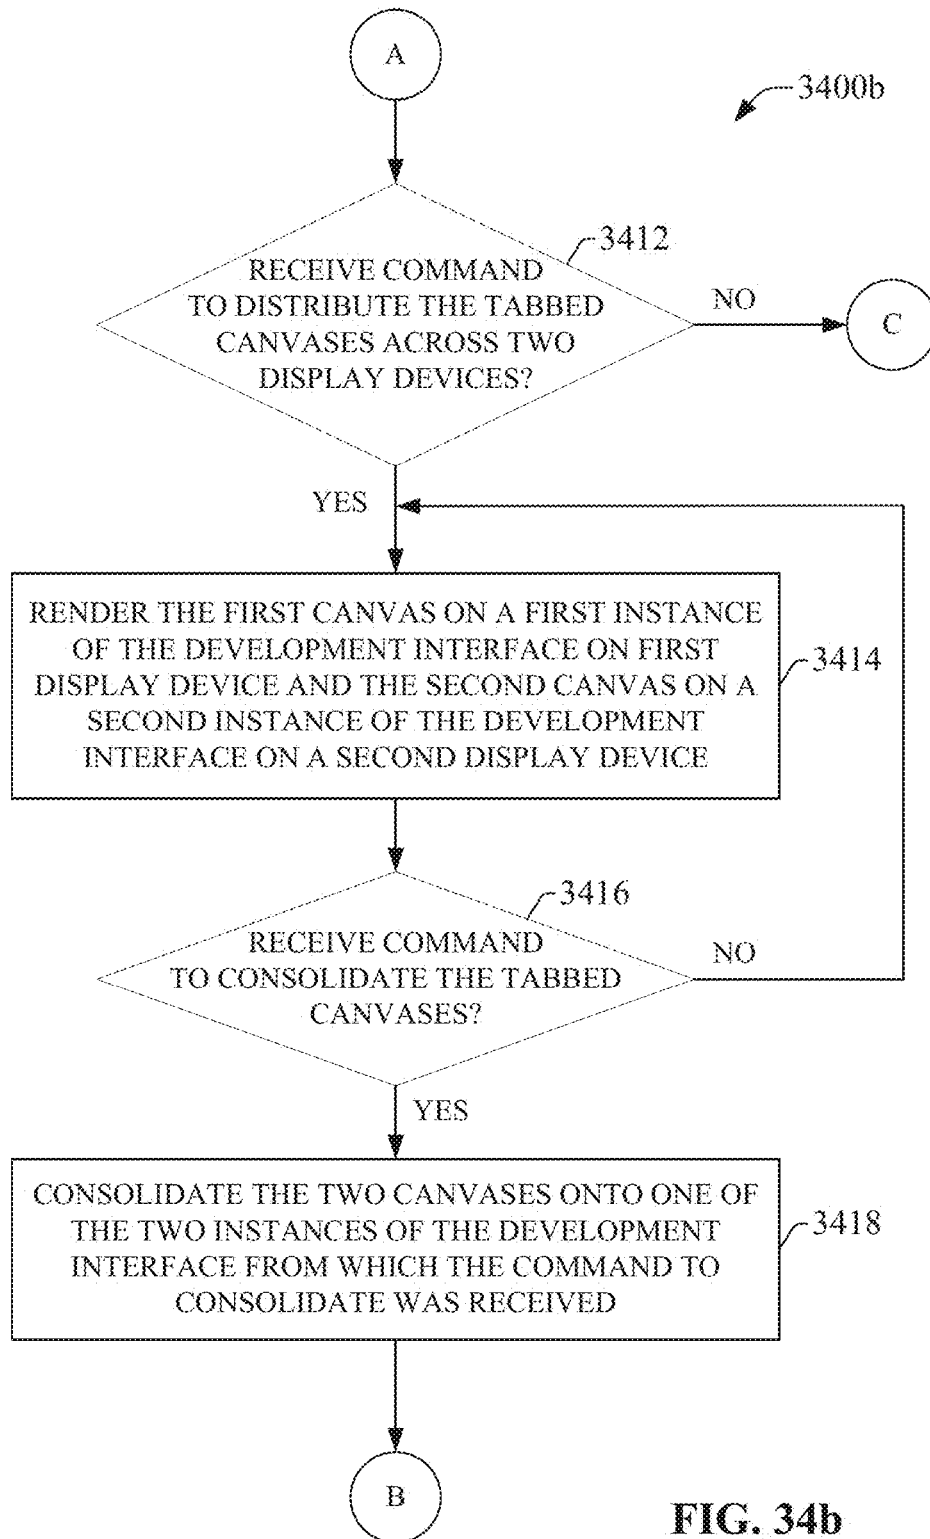 A
3400b
3412
RECEIVE COMMAND
TO DISTRIBUTE THE TABBED
CANVASES ACROSS TWO
DISPLAY DEVICES?
NO
C
YES
RENDER THE FIRST CANVAS ON A FIRST INSTANCE
OF THE DEVELOPMENT INTERFACE ON FIRST
DISPLAY DEVICE AND THE SECOND CANVAS ON A
SECOND INSTANCE OF THE DEVELOPMENT
INTERFACE ON A SECOND DISPLAY DEVICE
3414
3416
RECEIVE COMMAND
TO CONSOLIDATE THE TABBED
CANVASES?
NO
YES
CONSOLIDATE THE TWO CANVASES ONTO ONE OF
THE TWO INSTANCES OF THE DEVELOPMENT
INTERFACE FROM WHICH THE COMMAND TO
CONSOLIDATE WAS RECEIVED
3418
B
FIG. 34b